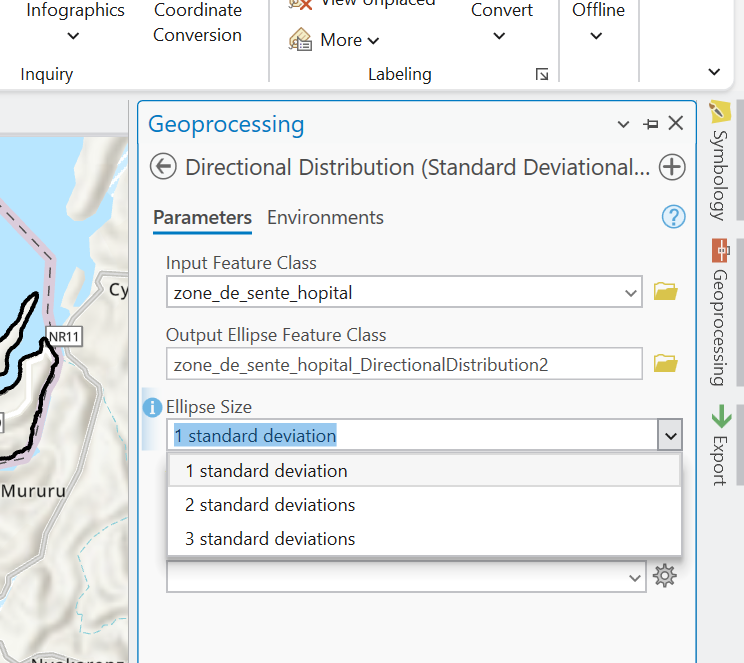 Infographics
Coordinate
Conversion
Inquiry
View Unplaced
More
Labeling
Convert
Offline
Geoprocessing
Directional Distribution (Standard Deviational...
Parameters
Environments
Input Feature Class
zone_de_sente_hopital
Output Ellipse Feature Class
zone_de_sente_hopital_DirectionalDistribution2
Ellipse Size
1 standard deviation
1 standard deviation
2 standard deviations
3 standard deviations
Symbology
Geoprocessing
Export
Cy
NR11
Mururu